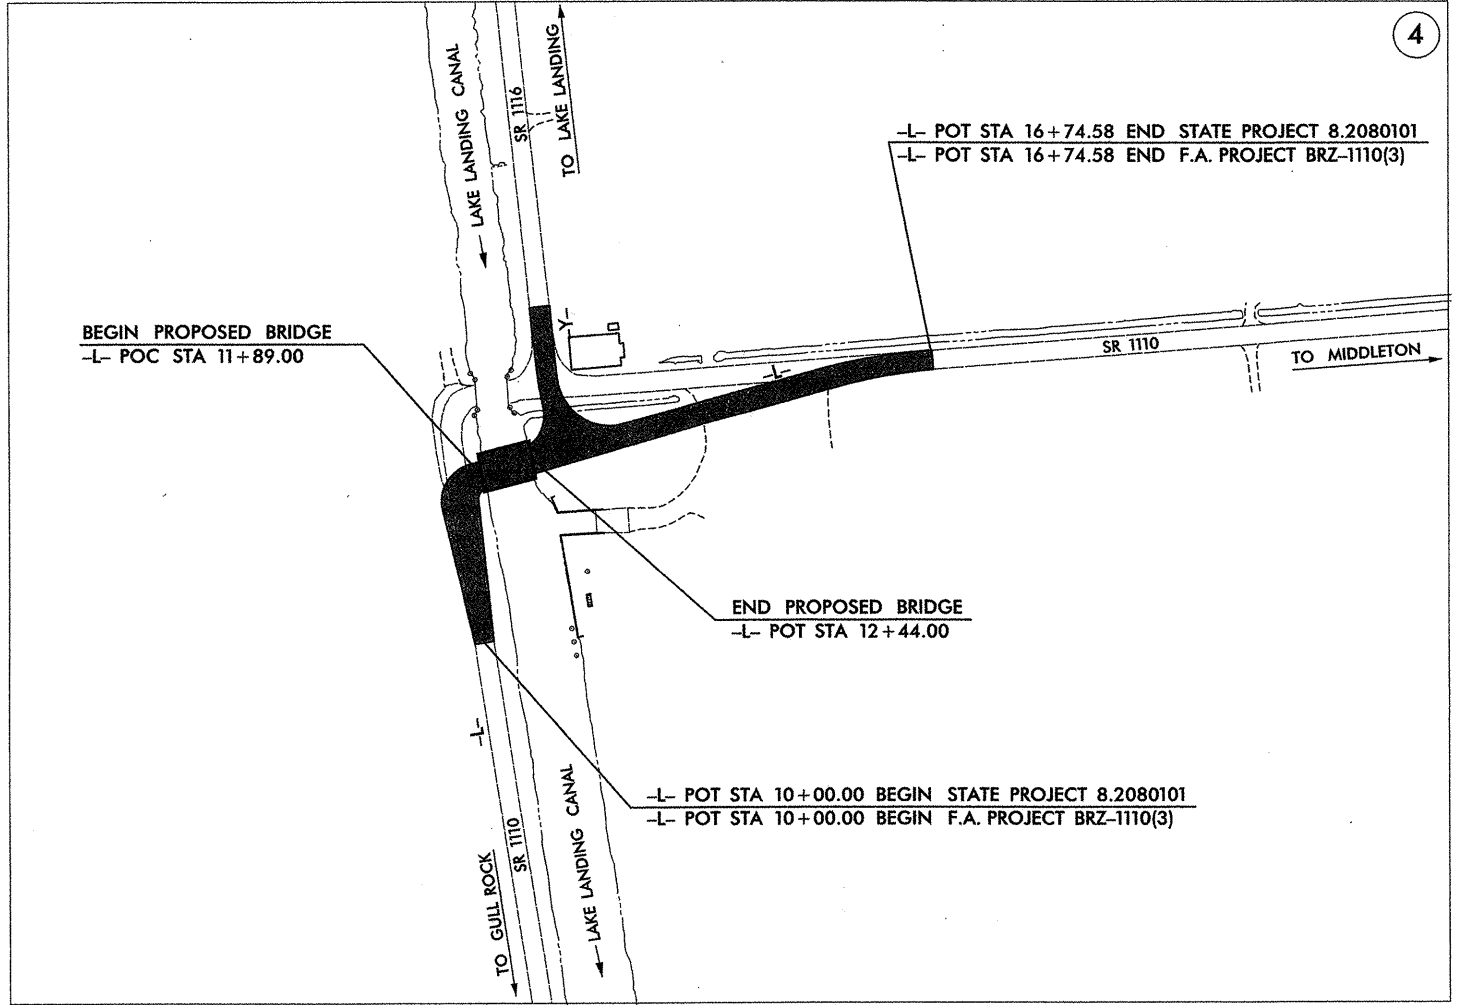 4
LAKE LANDING CANAL
SR 1116
TO LAKE LANDING
-L- POT STA 16+74.58 END STATE PROJECT 8.2080101
-L- POT STA 16+74.58 END F.A. PROJECT BRZ-1110(3)
BEGIN PROPOSED BRIDGE
-L- POC STA 11+89.00
-Y-
-L-
SR 1110
TO MIDDLETON
END PROPOSED BRIDGE
-L- POT STA 12+44.00
-L-
-L- POT STA 10+00.00 BEGIN STATE PROJECT 8.2080101
-L- POT STA 10+00.00 BEGIN F.A. PROJECT BRZ-1110(3)
SR 1110
TO GULL ROCK
LAKE LANDING CANAL